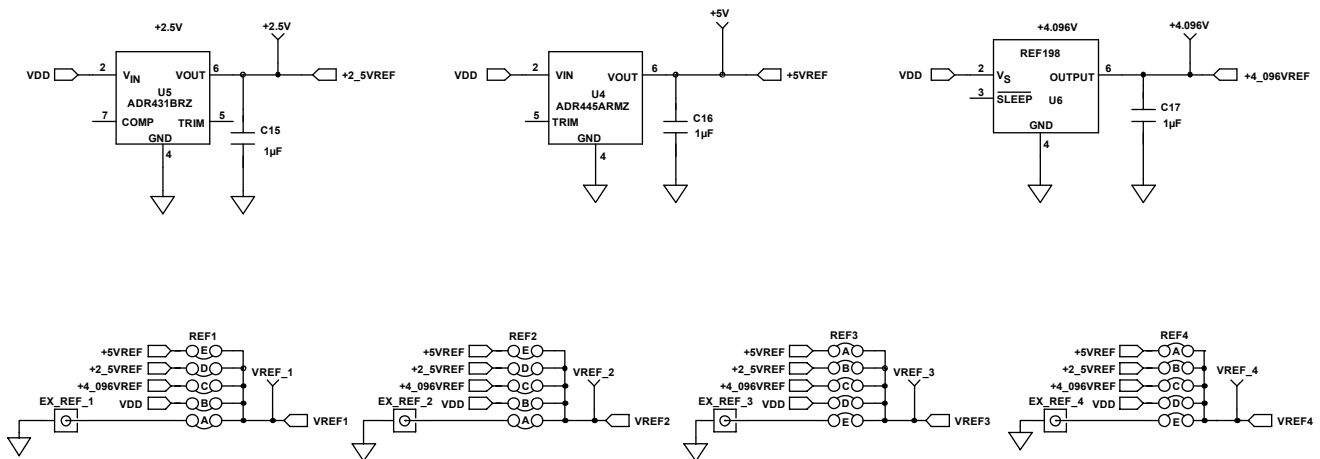 +2.5V
+2.5V
VDD
2
VIN
VOUT
6
+2_5VREF
U5
ADR431BRZ
7
COMP
TRIM
5
GND
4
C15
1µF
+5V
VDD
2
VIN
VOUT
6
+5VREF
U4
ADR445ARMZ
5
TRIM
GND
4
C16
1µF
+4.096V
+4.096V
REF198
VDD
2
VS
OUTPUT
6
+4_096VREF
3
SLEEP
U6
GND
4
C17
1µF
REF1
+5VREF
E
+2_5VREF
D
VREF_1
+4_096VREF
C
EX_REF_1
VDD
B
A
VREF1
REF2
+5VREF
E
+2_5VREF
D
VREF_2
+4_096VREF
C
EX_REF_2
VDD
B
A
VREF2
REF3
+5VREF
A
+2_5VREF
B
VREF_3
+4_096VREF
C
EX_REF_3
VDD
D
E
VREF3
REF4
+5VREF
A
+2_5VREF
B
VREF_4
+4_096VREF
C
EX_REF_4
VDD
D
E
VREF4